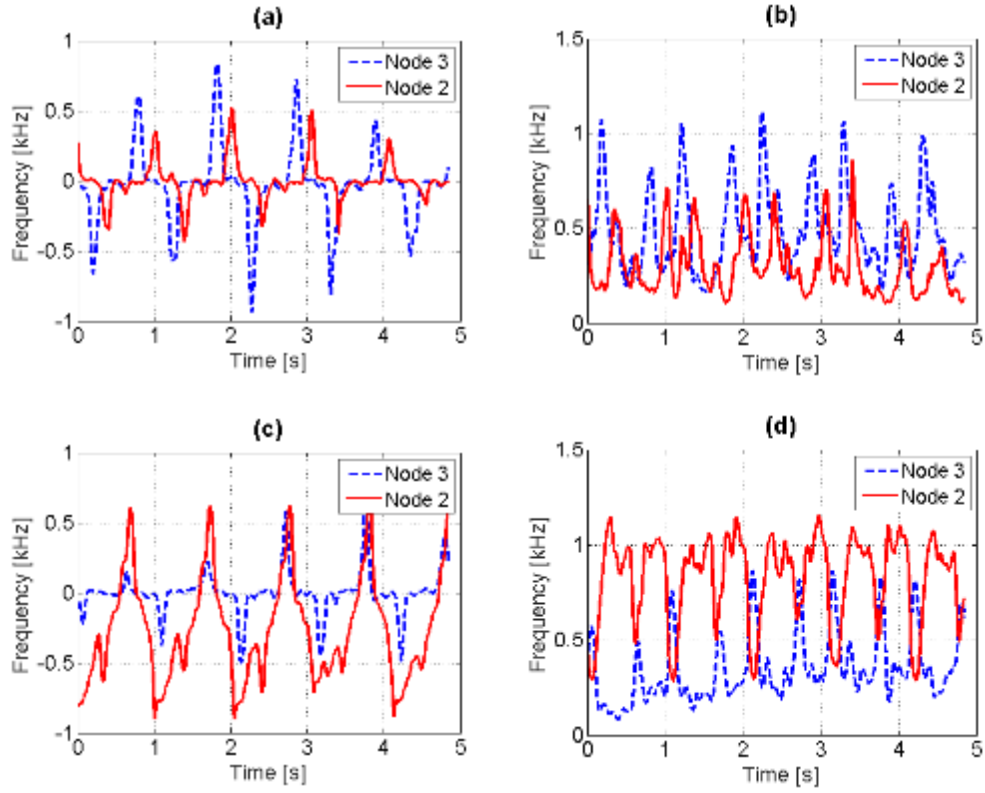 (a)
1
0.5
0
-0.5
-1
0 1 2 3 4 5
Frequency [kHz]
Time [s]
Node 3
Node 2
(b)
1.5
1
0.5
0
0 1 2 3 4 5
Frequency [kHz]
Time [s]
Node 3
Node 2
(c)
1
0.5
0
-0.5
-1
0 1 2 3 4 5
Frequency [kHz]
Time [s]
Node 3
Node 2
(d)
1.5
1
0.5
0
0 1 2 3 4 5
Frequency [kHz]
Time [s]
Node 3
Node 2